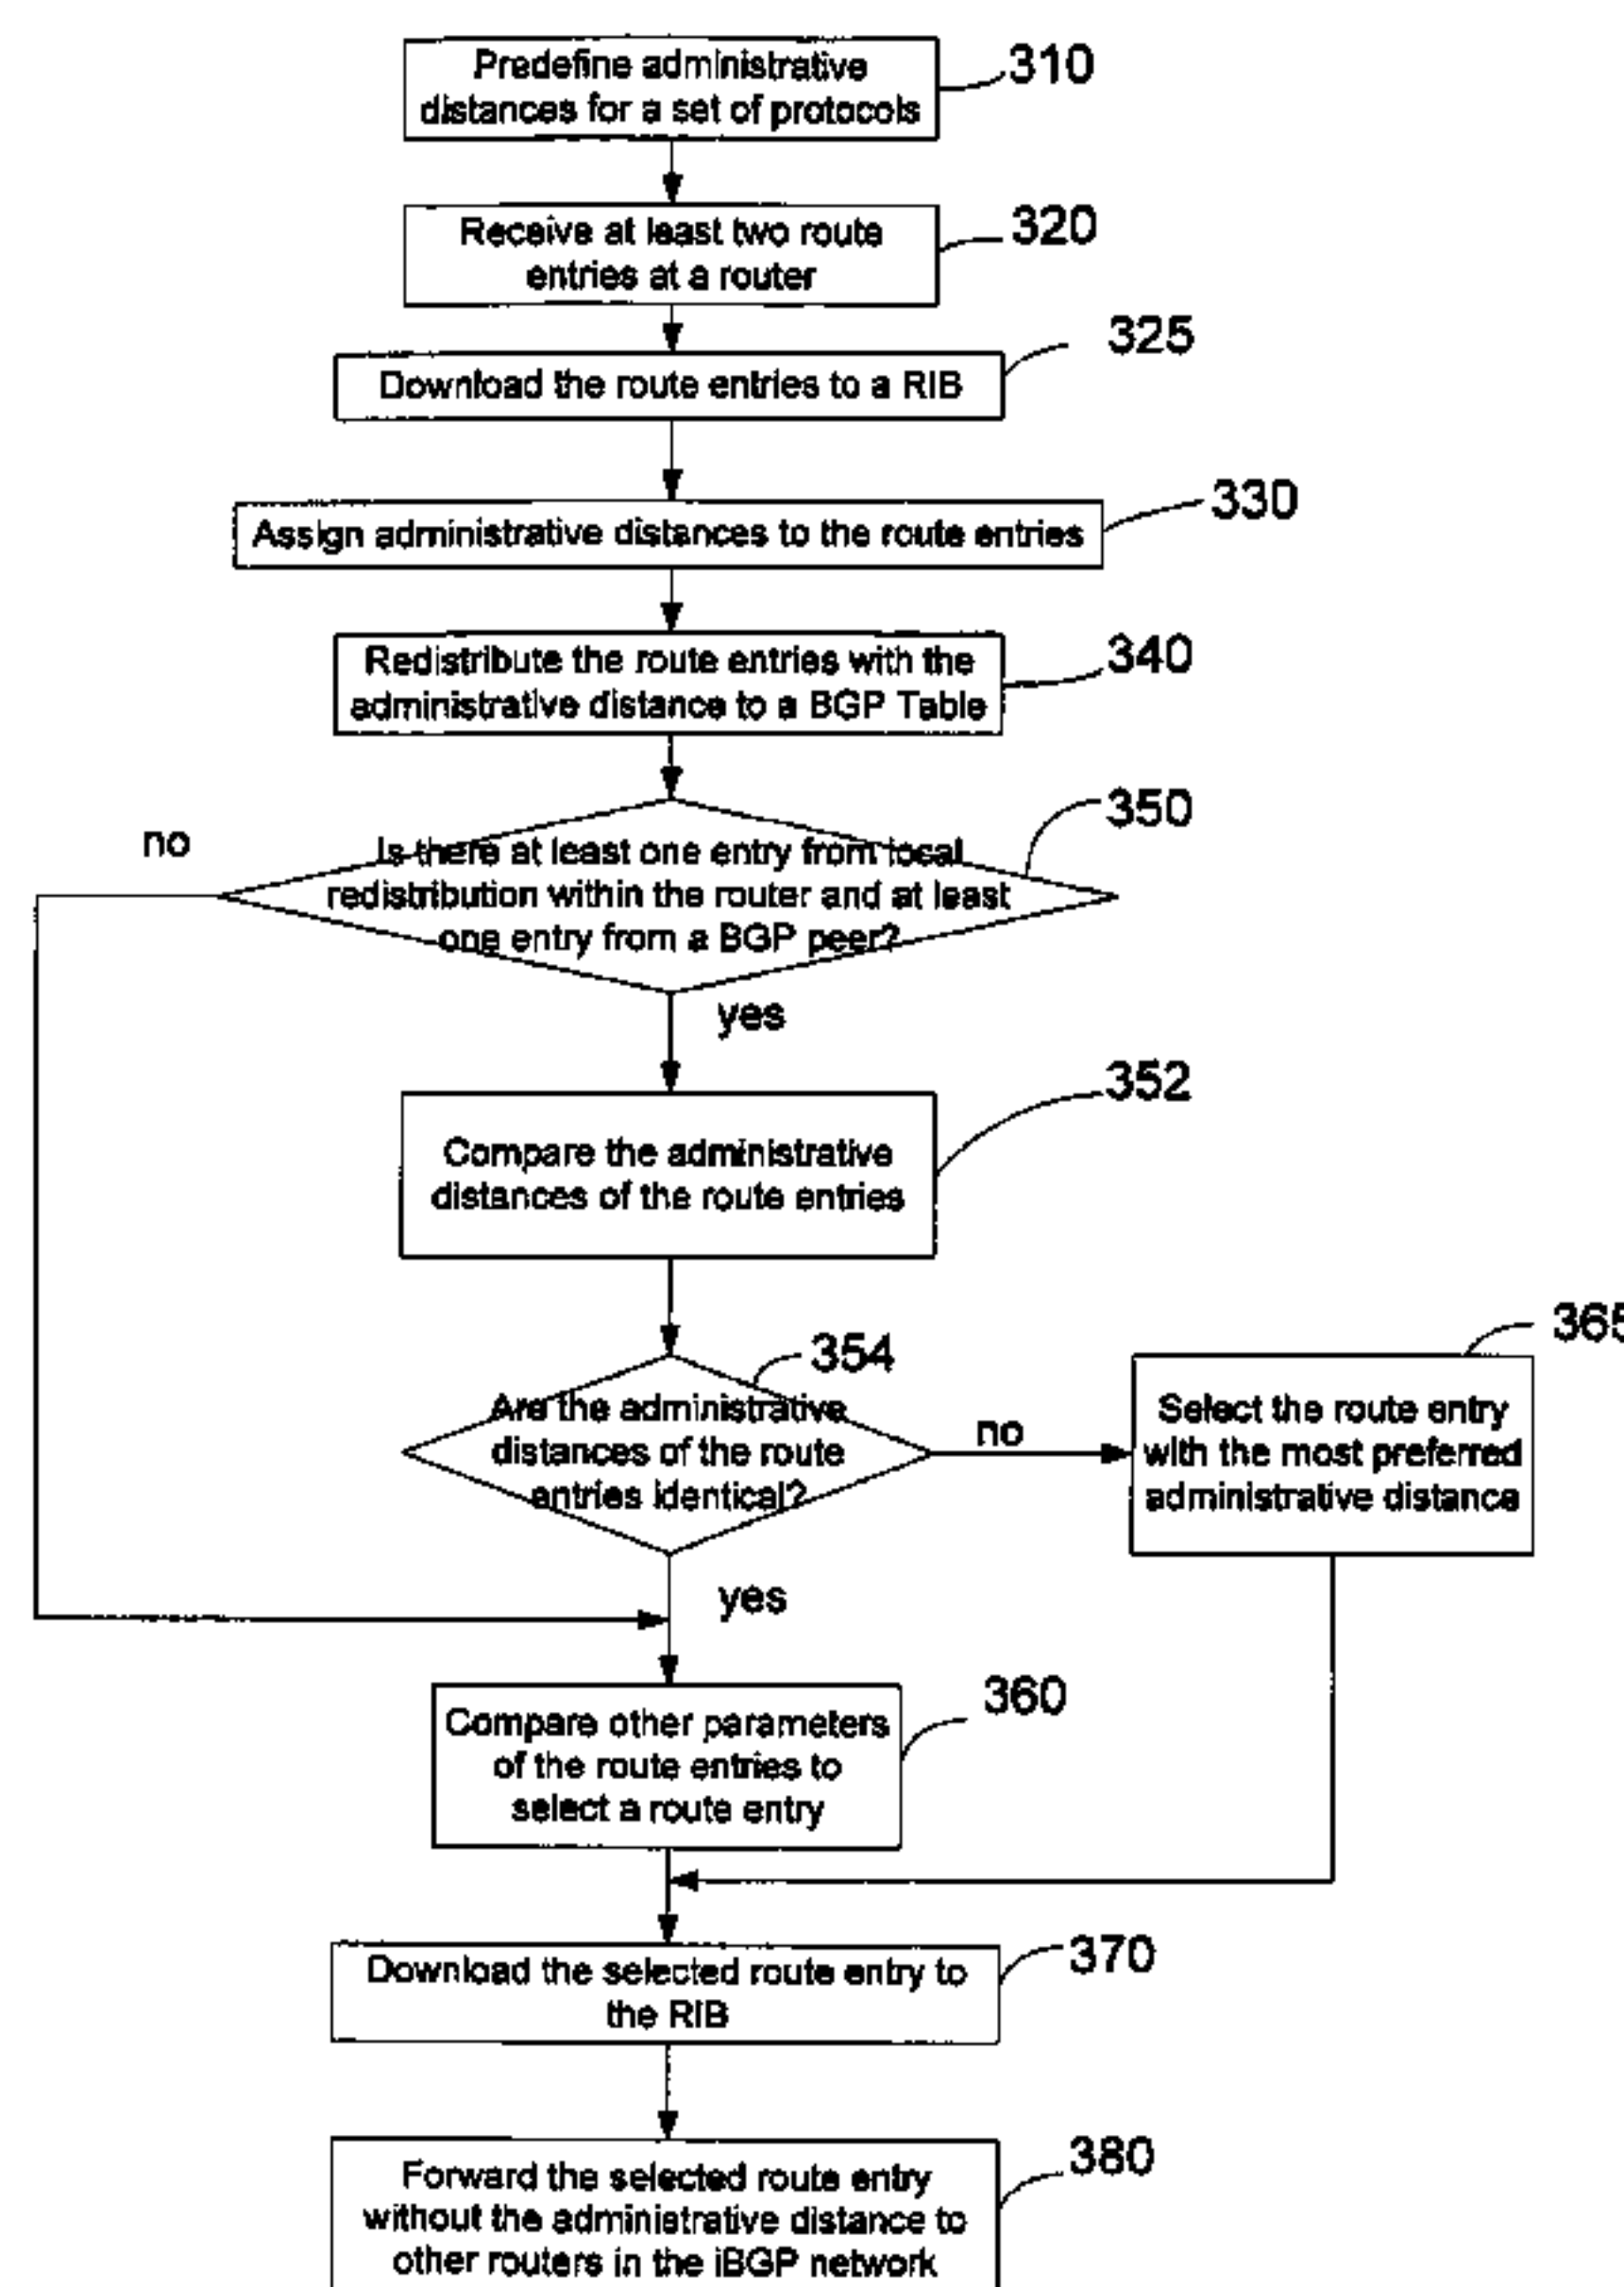 Predefine administrative
distances for a set of protocols
310
Receive at least two route
entries at a router
320
Download the route entries to a RIB
325
Assign administrative distances to the route entries
330
Redistribute the route entries with the
administrative distance to a BGP Table
340
Is there at least one entry from local
redistribution within the router and at least
one entry from a BGP peer?
350
no
yes
Compare the administrative
distances of the route entries
352
Are the administrative
distances of the route
entries identical?
354
no
Select the route entry
with the most preferred
administrative distance
365
yes
Compare other parameters
of the route entries to
select a route entry
360
Download the selected route entry to
the RIB
370
Forward the selected route entry
without the administrative distance to
other routers in the iBGP network
380